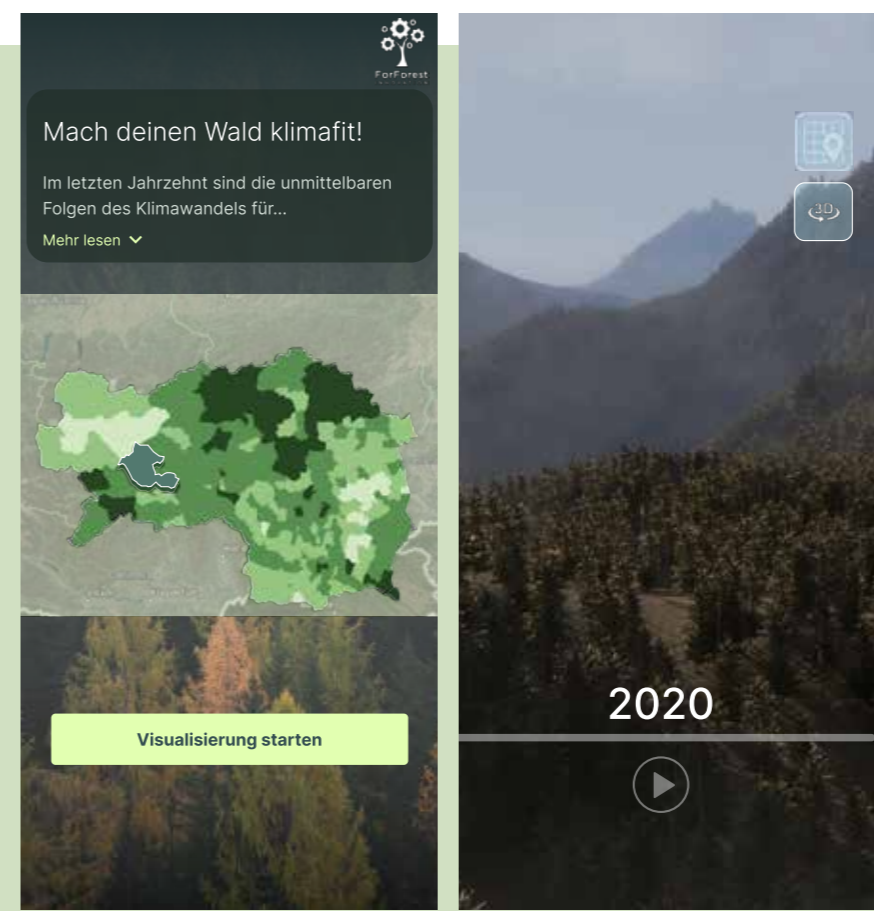 ForForest
Mach deinen Wald klimafit!
Im letzten Jahrzehnt sind die unmittelbaren
Folgen des Klimawandels für...
Mehr lesen
Visualisierung starten
3D
2020